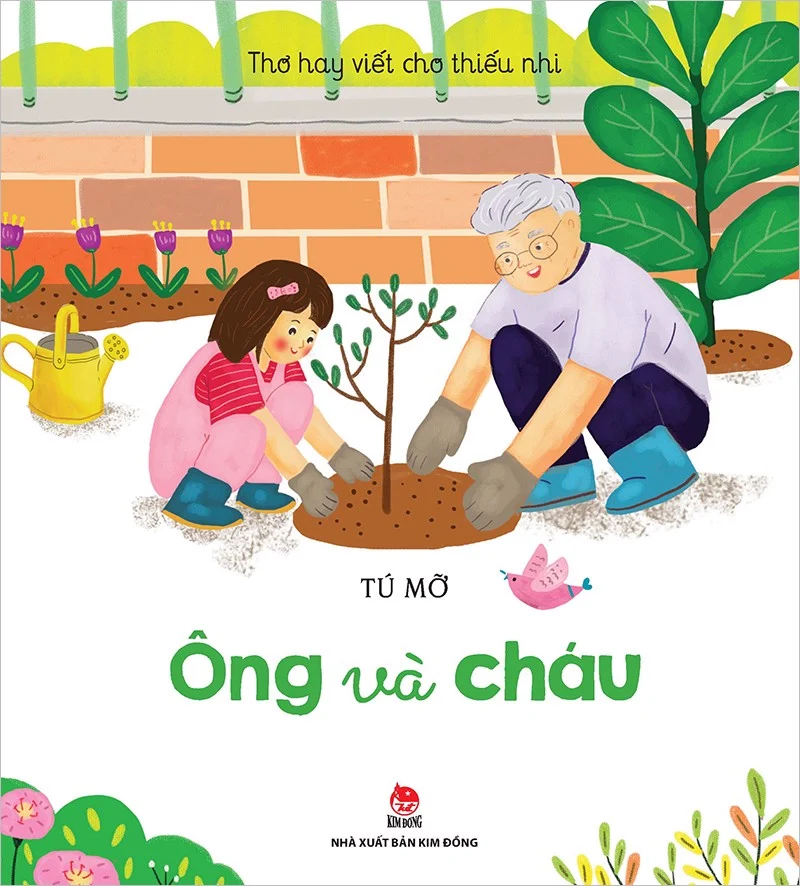 Thơ hay viết cho thiếu nhi
TÚ MỠ
Ông và cháu
KIM ĐỒNG
NHÀ XUẤT BẢN KIM ĐỒNG